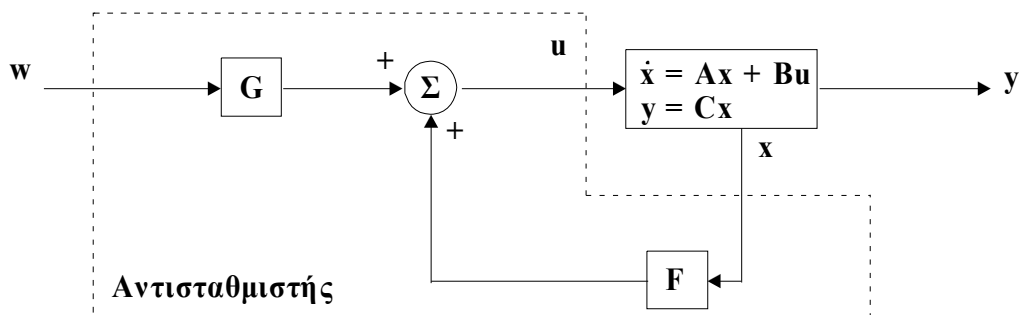 w
G
+
Σ
+
u
ẋ = Ax + Bu
y = Cx
y
x
F
Αντισταθμιστής